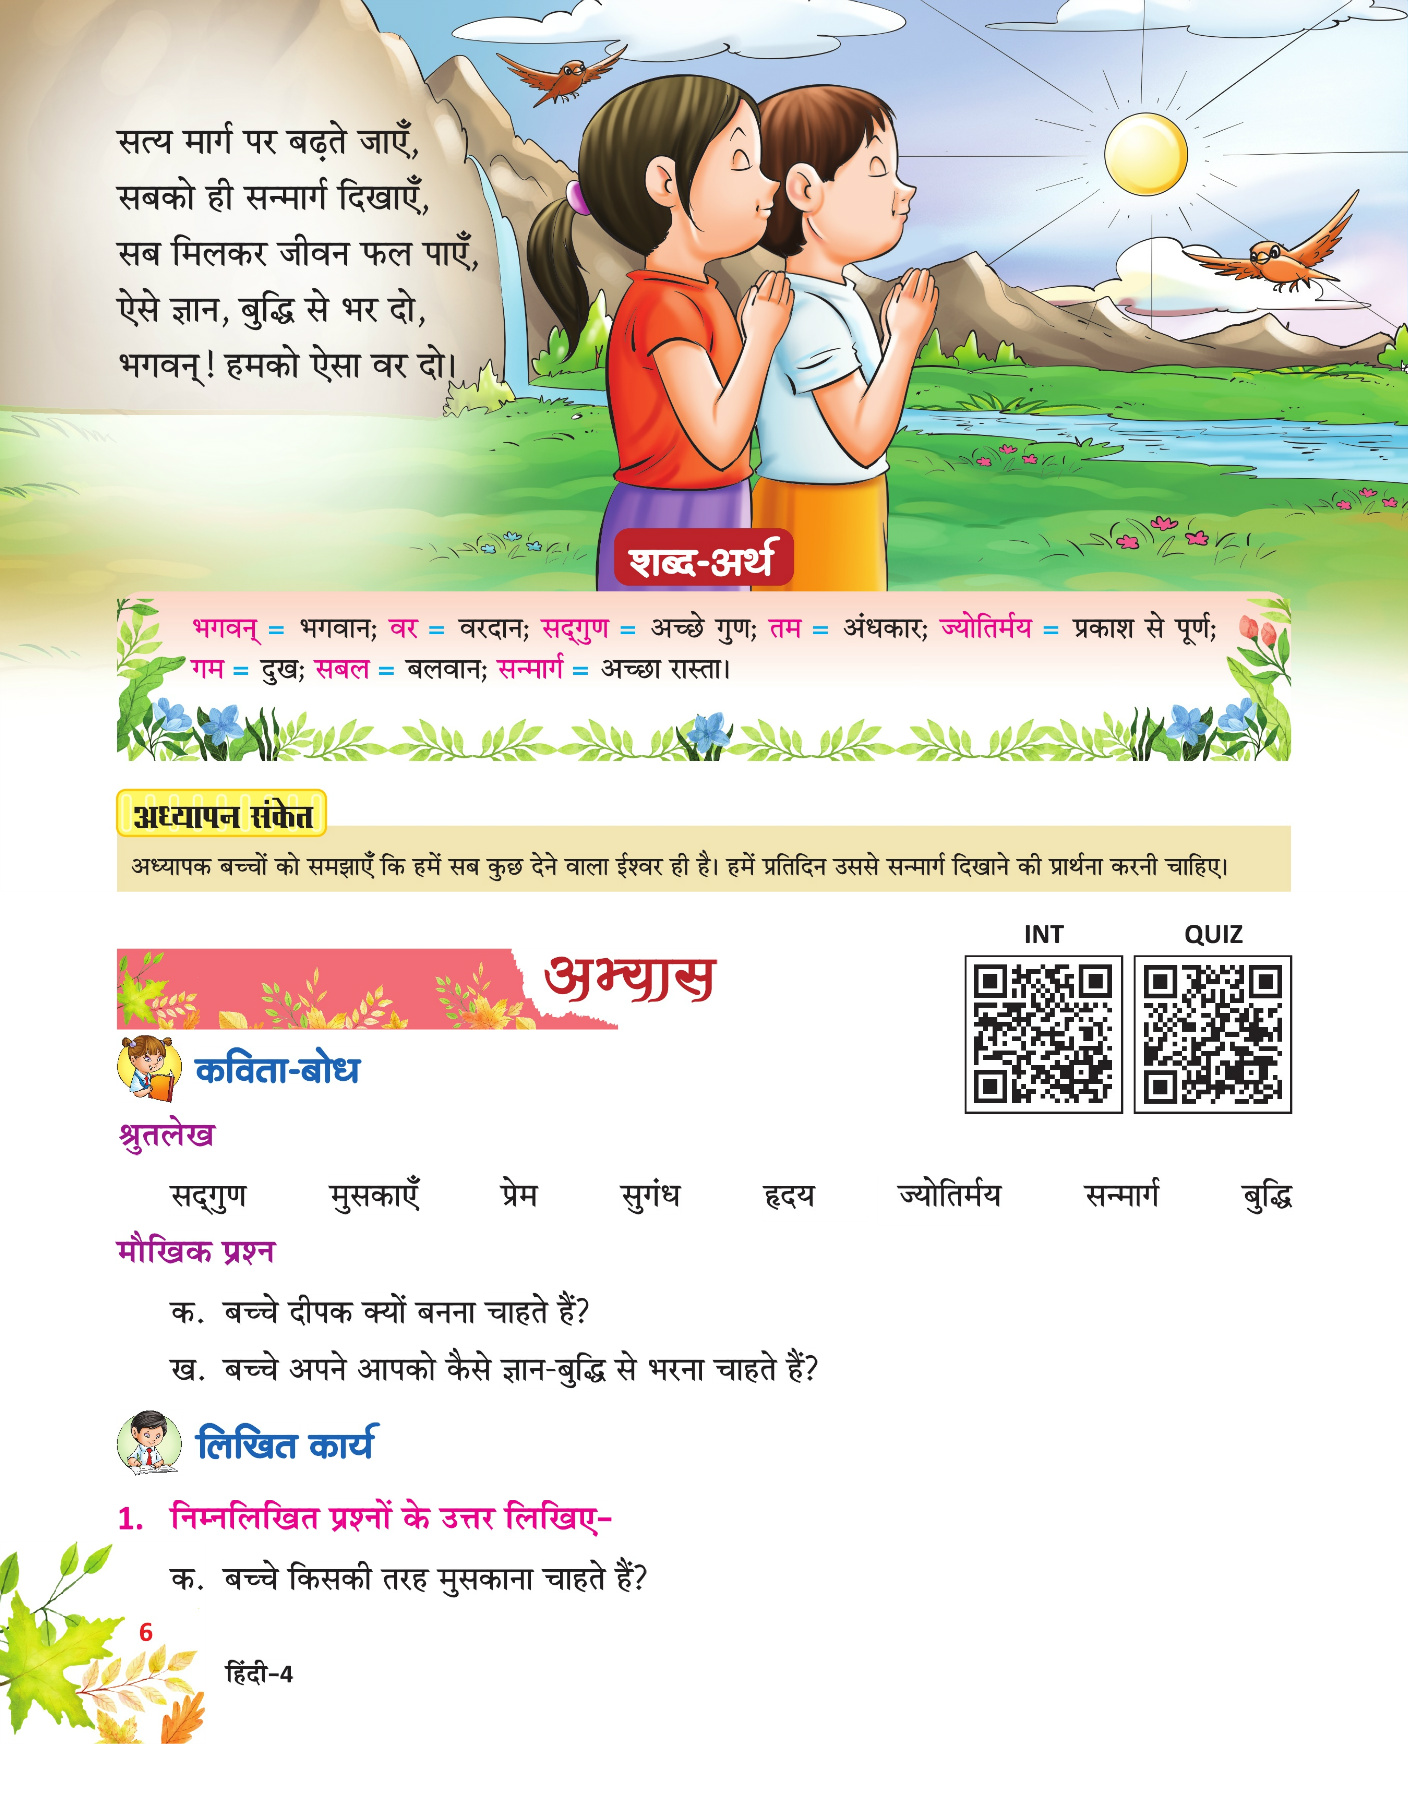 सत्य मार्ग पर बढ़ते जाएँ,
सबको ही सन्मार्ग दिखाएँ,
सब मिलकर जीवन फल पाएँ,
ऐसे ज्ञान, बुद्धि से भर दो,
भगवन्! हमको ऐसा वर दो।
शब्द-अर्थ
भगवन् = भगवान; वर = वरदान; सद्‌गुण = अच्छे गुण; तम = अंधकार; ज्योतिर्मय = प्रकाश से पूर्ण;
गम = दुख; सबल = बलवान; सन्मार्ग = अच्छा रास्ता।
अध्यापन संकेत
अध्यापक बच्चों को समझाएँ कि हमें सब कुछ देने वाला ईश्वर ही है। हमें प्रतिदिन उससे सन्मार्ग दिखाने की प्रार्थना करनी चाहिए।
INT QUIZ
अभ्यास
कविता-बोध
श्रुतलेख
सद्‌गुण मुसकाएँ प्रेम सुगंध हृदय ज्योतिर्मय सन्मार्ग बुद्धि
मौखिक प्रश्न
क. बच्चे दीपक क्यों बनना चाहते हैं?
ख. बच्चे अपने आपको कैसे ज्ञान-बुद्धि से भरना चाहते हैं?
लिखित कार्य
1. निम्नलिखित प्रश्नों के उत्तर लिखिए–
क. बच्चे किसकी तरह मुसकाना चाहते हैं?
6
हिंदी–4